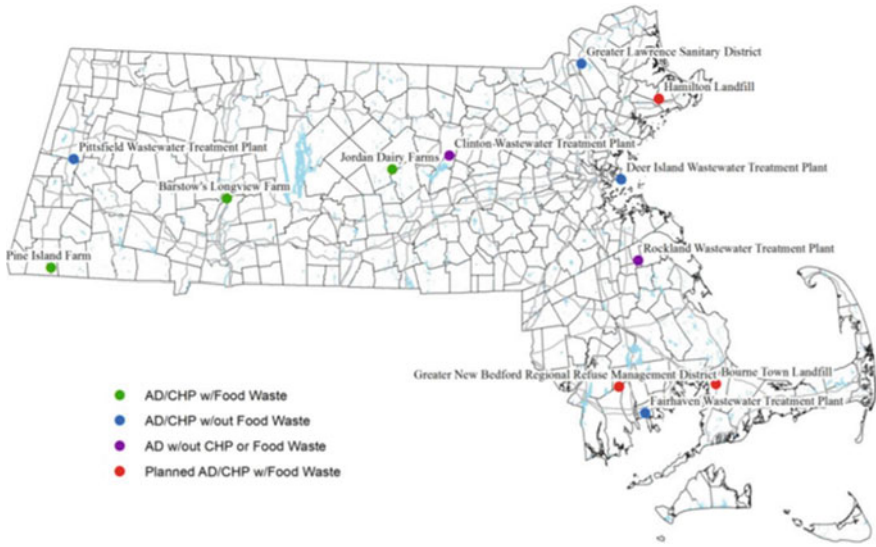 Greater Lawrence Sanitary District
Hamilton Landfill
Pittsfield Wastewater Treatment Plant
Jordan Dairy Farms
Clinton Wastewater Treatment Plant
Deer Island Wastewater Treatment Plant
Barstow's Longview Farm
Rockland Wastewater Treatment Plant
Pine Island Farm
Greater New Bedford Regional Refuse Management District
Bourne Town Landfill
Fairhaven Wastewater Treatment Plant
AD/CHP w/Food Waste
AD/CHP w/out Food Waste
AD w/out CHP or Food Waste
Planned AD/CHP w/Food Waste